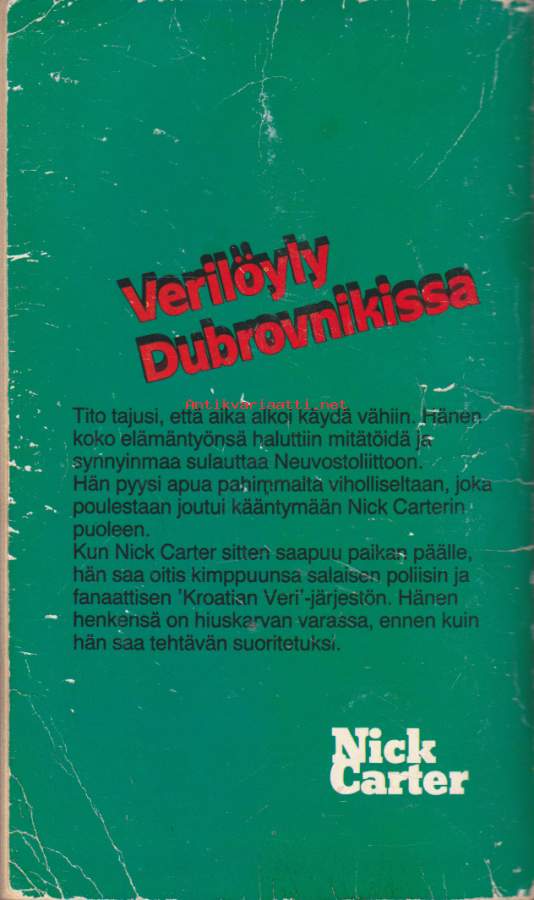 Verilöyly
Dubrovnikissa
Antikvariaatti.net
Tito tajusi, että aika alkoi käydä vähiin. Hänen
koko elämäntyönsä haluttiin mitätöidä ja
synnyinmaa sulauttaa Neuvostoliittoon.
Hän pyysi apua pahimmalta viholliseltaan, joka
poulestaan joutui kääntymään Nick Carterin
puoleen.
Kun Nick Carter sitten saapuu paikan päälle,
hän saa oitis kimppuunsa salaisen poliisin ja
fanaattisen 'Kroatian Veri'-järjestön. Hänen
henkensä on hiuskarvan varassa, ennen kuin
hän saa tehtävän suoritetuksi.
Nick
Carter